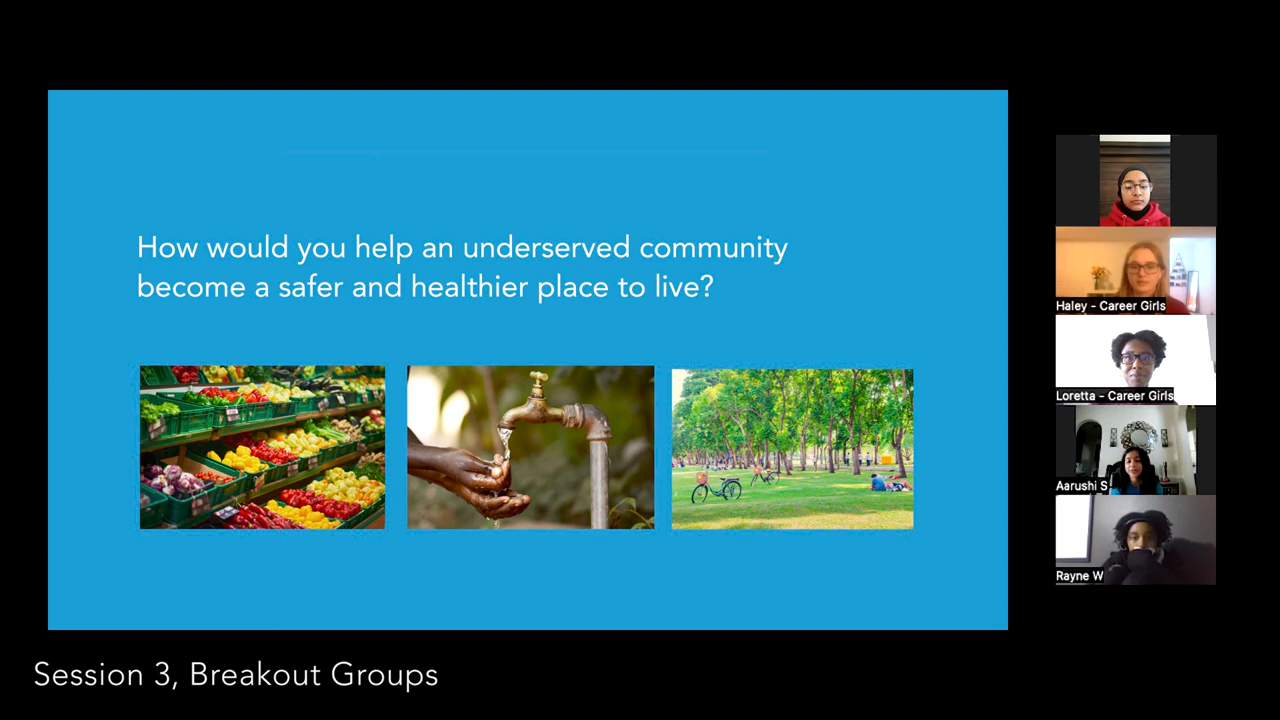 How would you help an underserved community
become a safer and healthier place to live?
Haley - Career Girls
Loretta - Career Girls
Aarushi S
Rayne W
Session 3, Breakout Groups